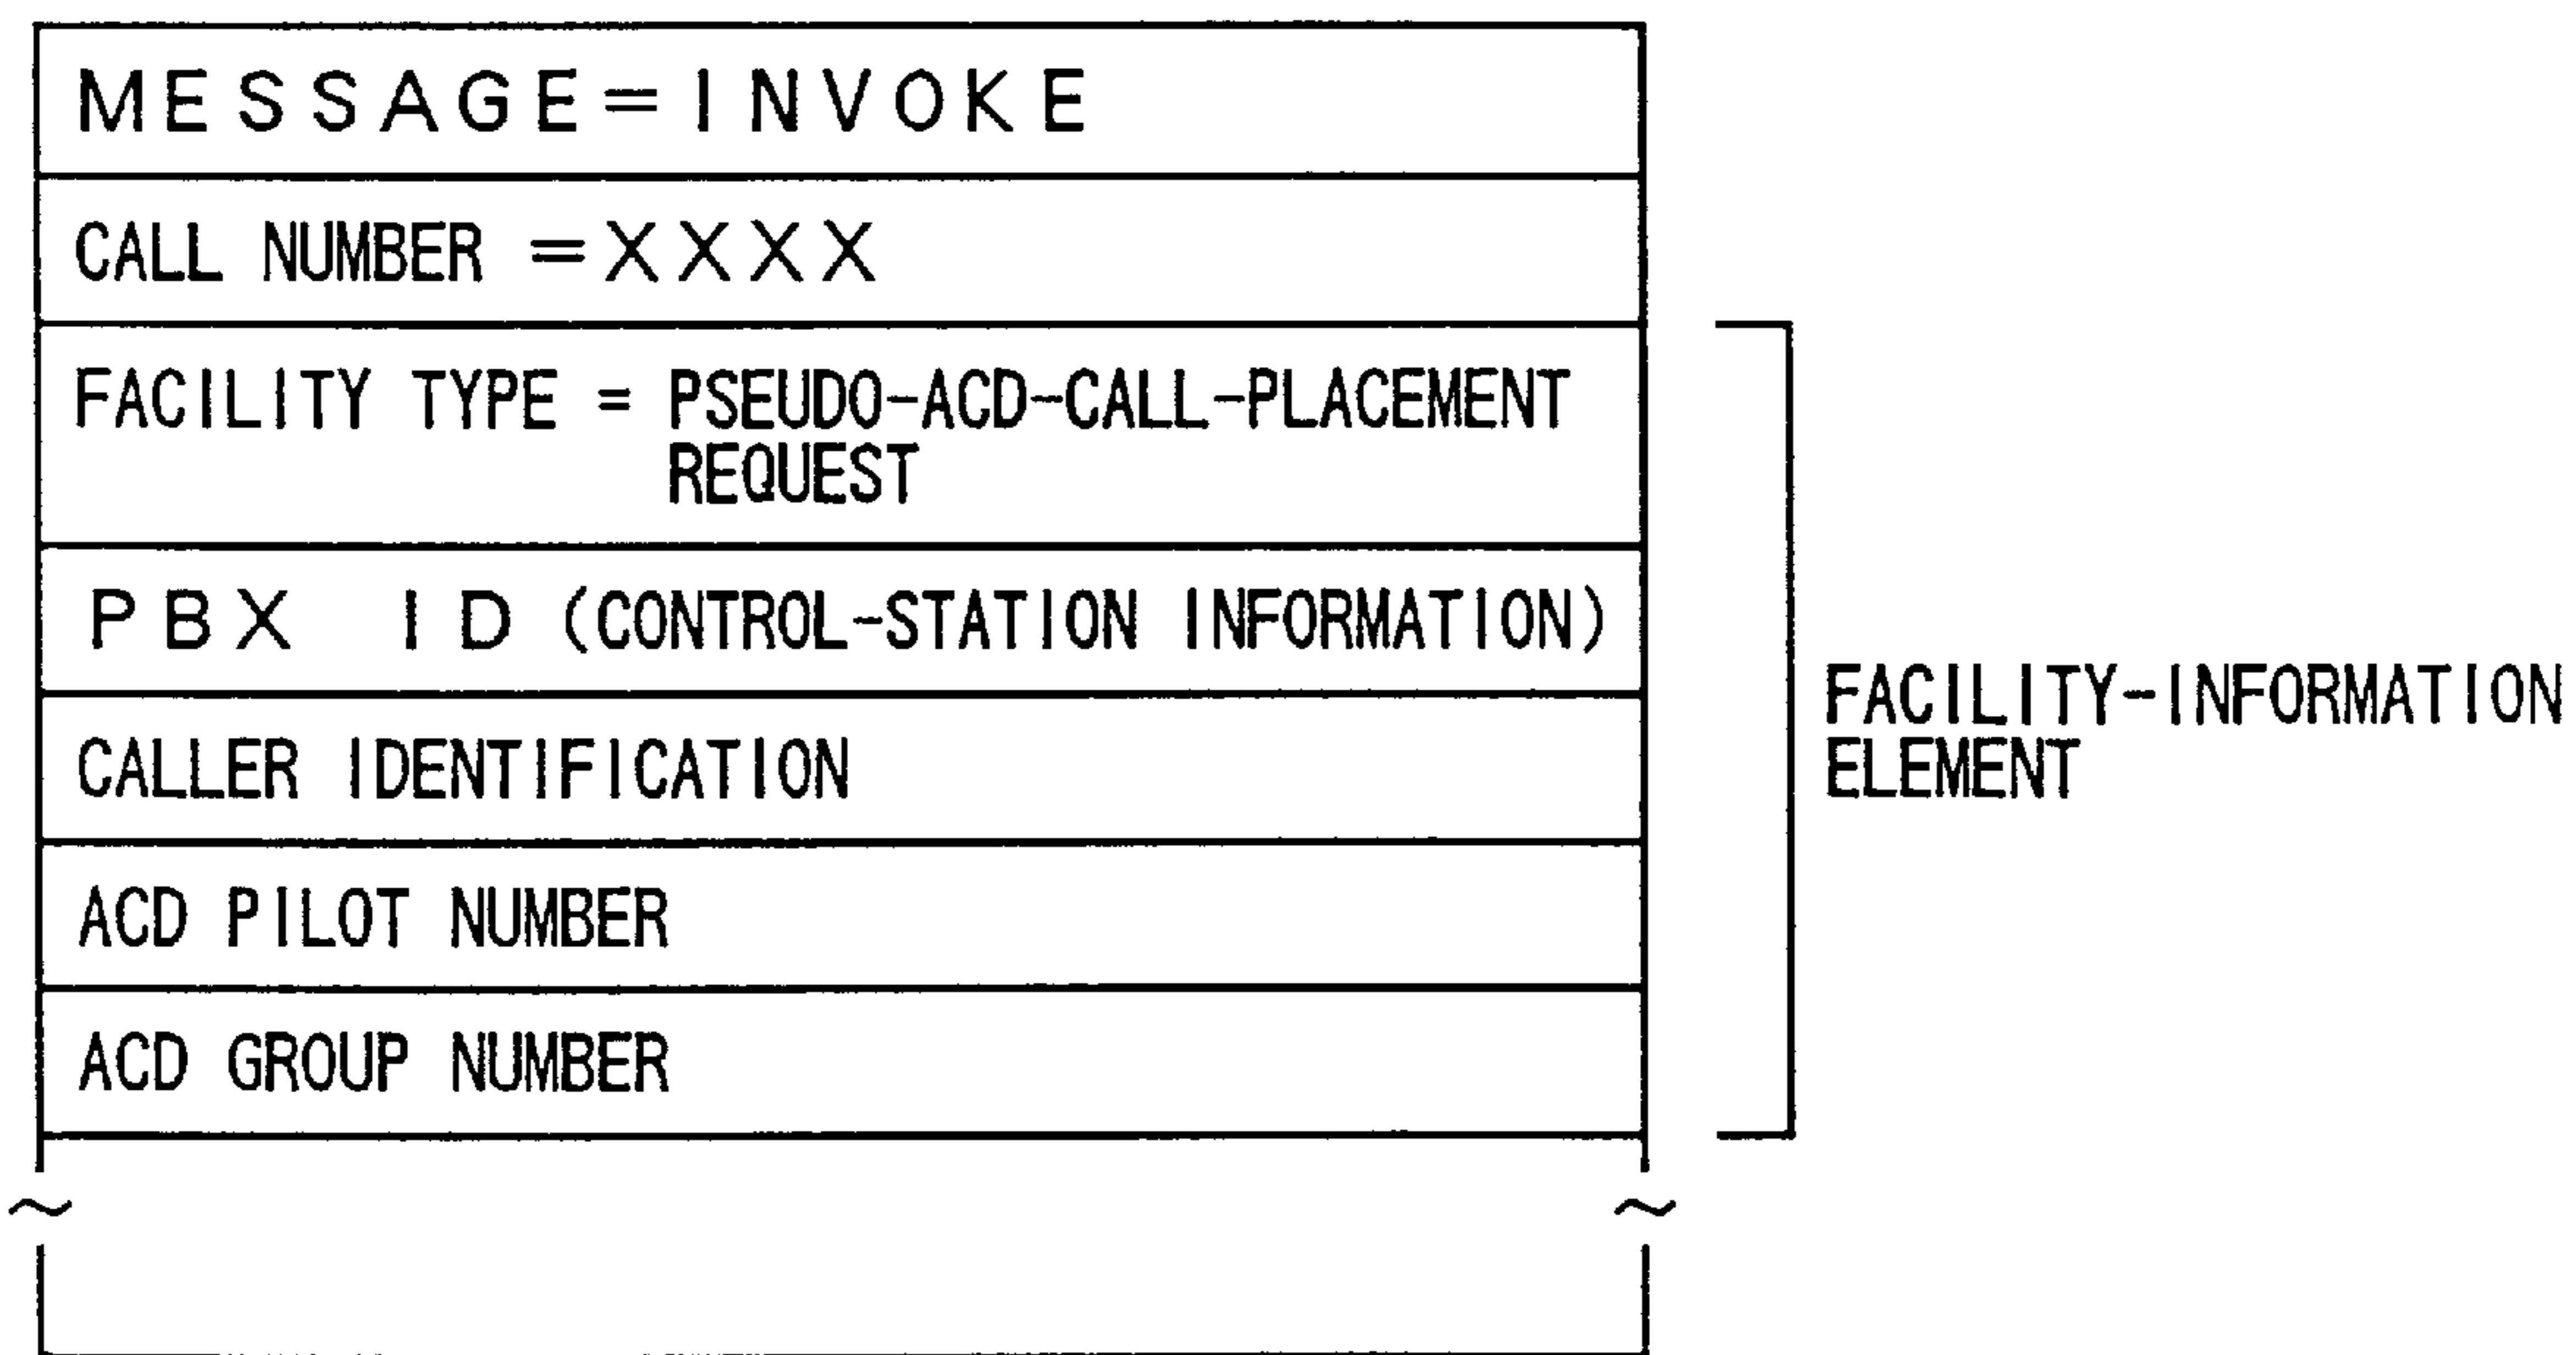 MESSAGE=INVOKE
CALL NUMBER =XXXX
FACILITY TYPE = PSEUDO-ACD-CALL-PLACEMENT
REQUEST
PBX ID (CONTROL-STATION INFORMATION)
CALLER IDENTIFICATION
ACD PILOT NUMBER
ACD GROUP NUMBER
FACILITY-INFORMATION
ELEMENT